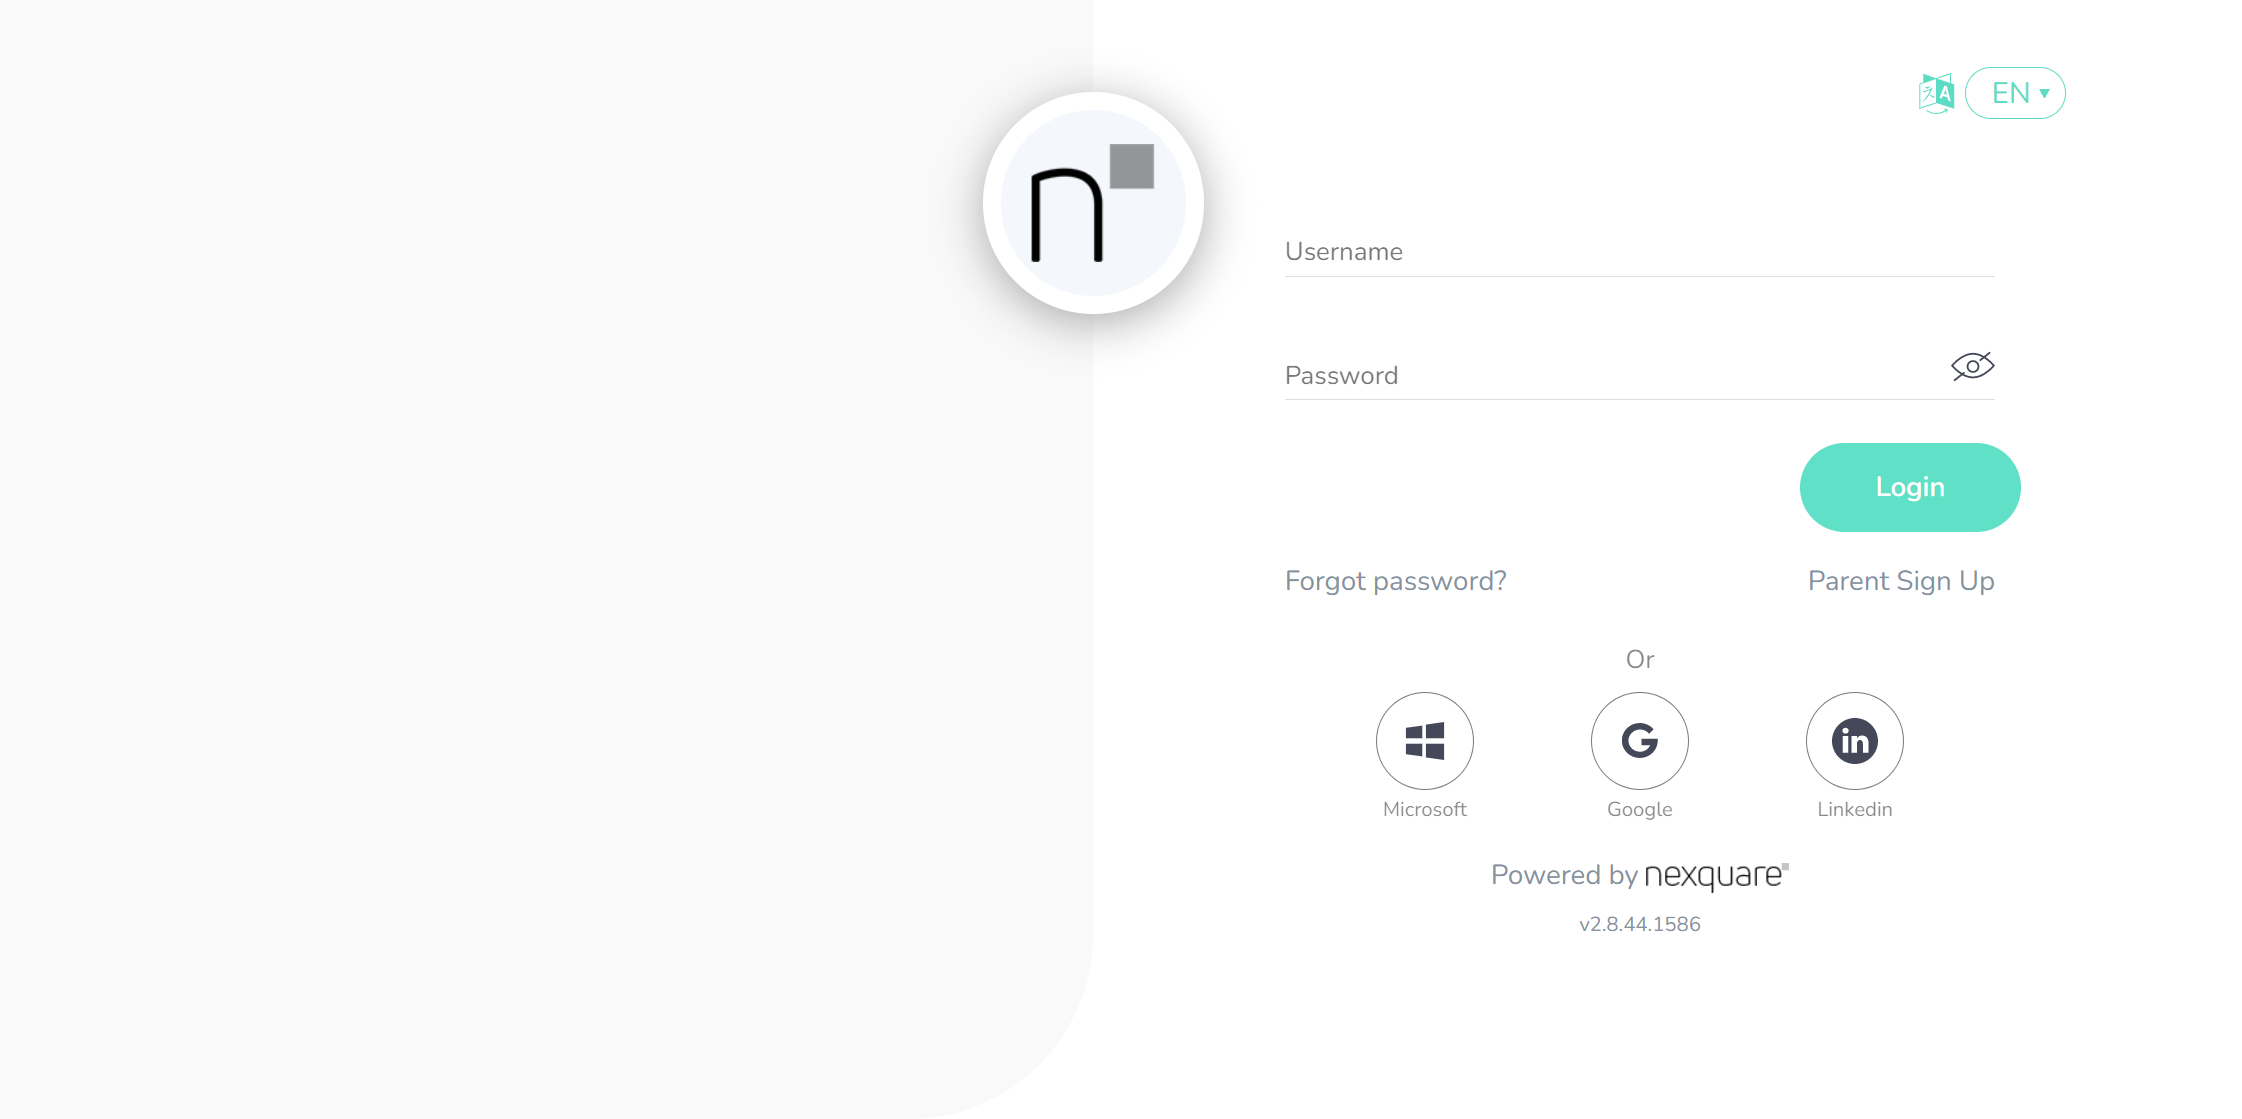 EN
n
Username
Password
Login
Forgot password?
Parent Sign Up
Or
Microsoft
Google
Linkedin
Powered by nexquare
v2.8.44.1586